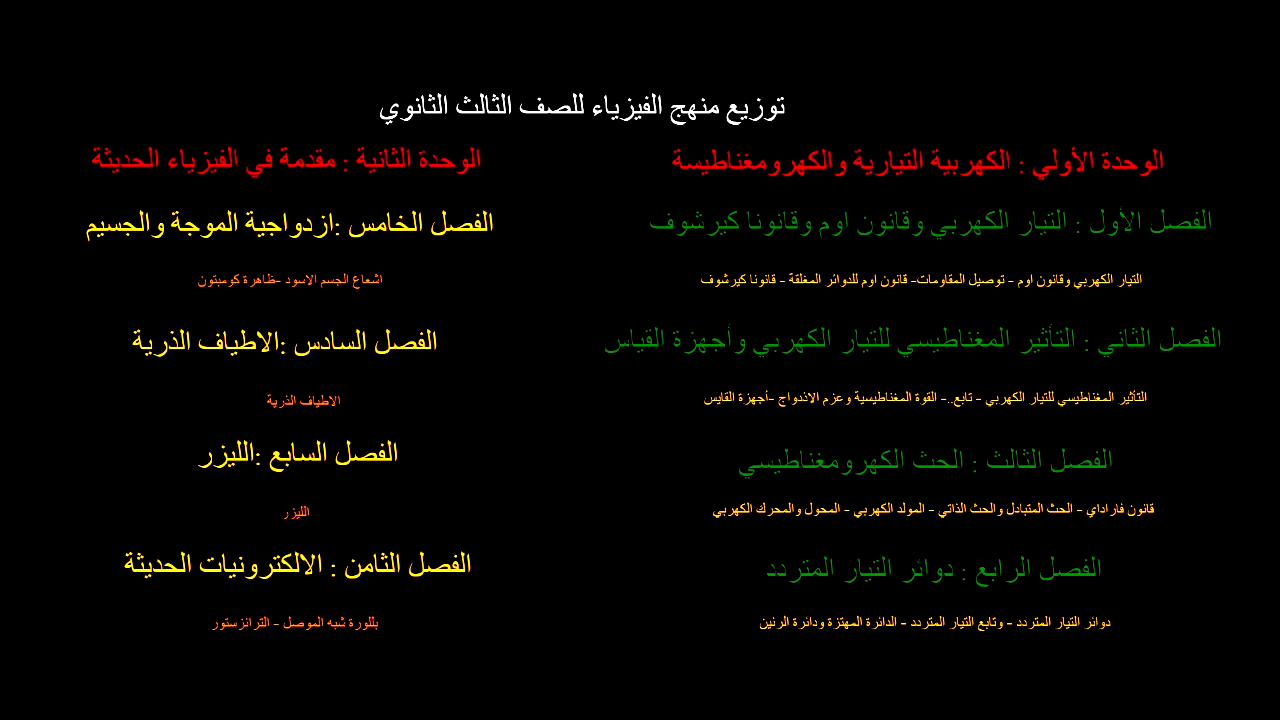 توزيع منهج الفيزياء للصف الثالث الثانوي
الوحدة الأولي : الكهربية التيارية والكهرومغناطيسة
الفصل الأول : التيار الكهربي وقانون اوم وقانونا كيرشوف
التيار الكهربي وقانون اوم - توصيل المقاومات- قانون اوم للدوائر المغلقة - قانونا كيرشوف
الفصل الثاني : التأثير المغناطيسي للتيار الكهربي وأجهزة القياس
التأثير المغناطيسي للتيار الكهربي - تابع..- القوة المغناطيسية وعزم الاذدواج -أجهزة القايس
الفصل الثالث : الحث الكهرومغناطيسي
قانون فاراداي - الحث المتبادل والحث الذاتي - المولد الكهربي - المحول والمحرك الكهربي
الفصل الرابع : دوائر التيار المتردد
دوائر التيار المتردد - وتابع التيار المتردد - الدائرة المهتزة ودائرة الرنين
الوحدة الثانية : مقدمة في الفيزياء الحديثة
الفصل الخامس :ازدواجية الموجة والجسيم
اشعاع الجسم الاسود -ظاهرة كومبتون
الفصل السادس :الاطياف الذرية
الاطياف الذرية
الفصل السابع :الليزر
الليزر
الفصل الثامن : الالكترونيات الحديثة
بللورة شبه الموصل - الترانزستور